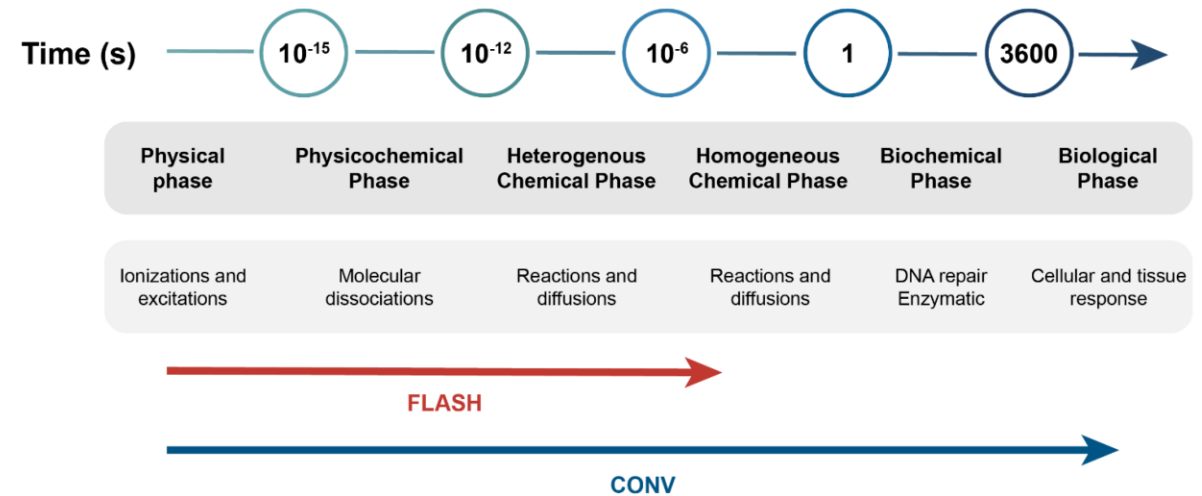 Time (s)
10⁻¹⁵
10⁻¹²
10⁻⁶
1
3600
Physical
phase
Physicochemical
Phase
Heterogenous
Chemical Phase
Homogeneous
Chemical Phase
Biochemical
Phase
Biological
Phase
Ionizations and
excitations
Molecular
dissociations
Reactions and
diffusions
Reactions and
diffusions
DNA repair
Enzymatic
Cellular and tissue
response
FLASH
CONV